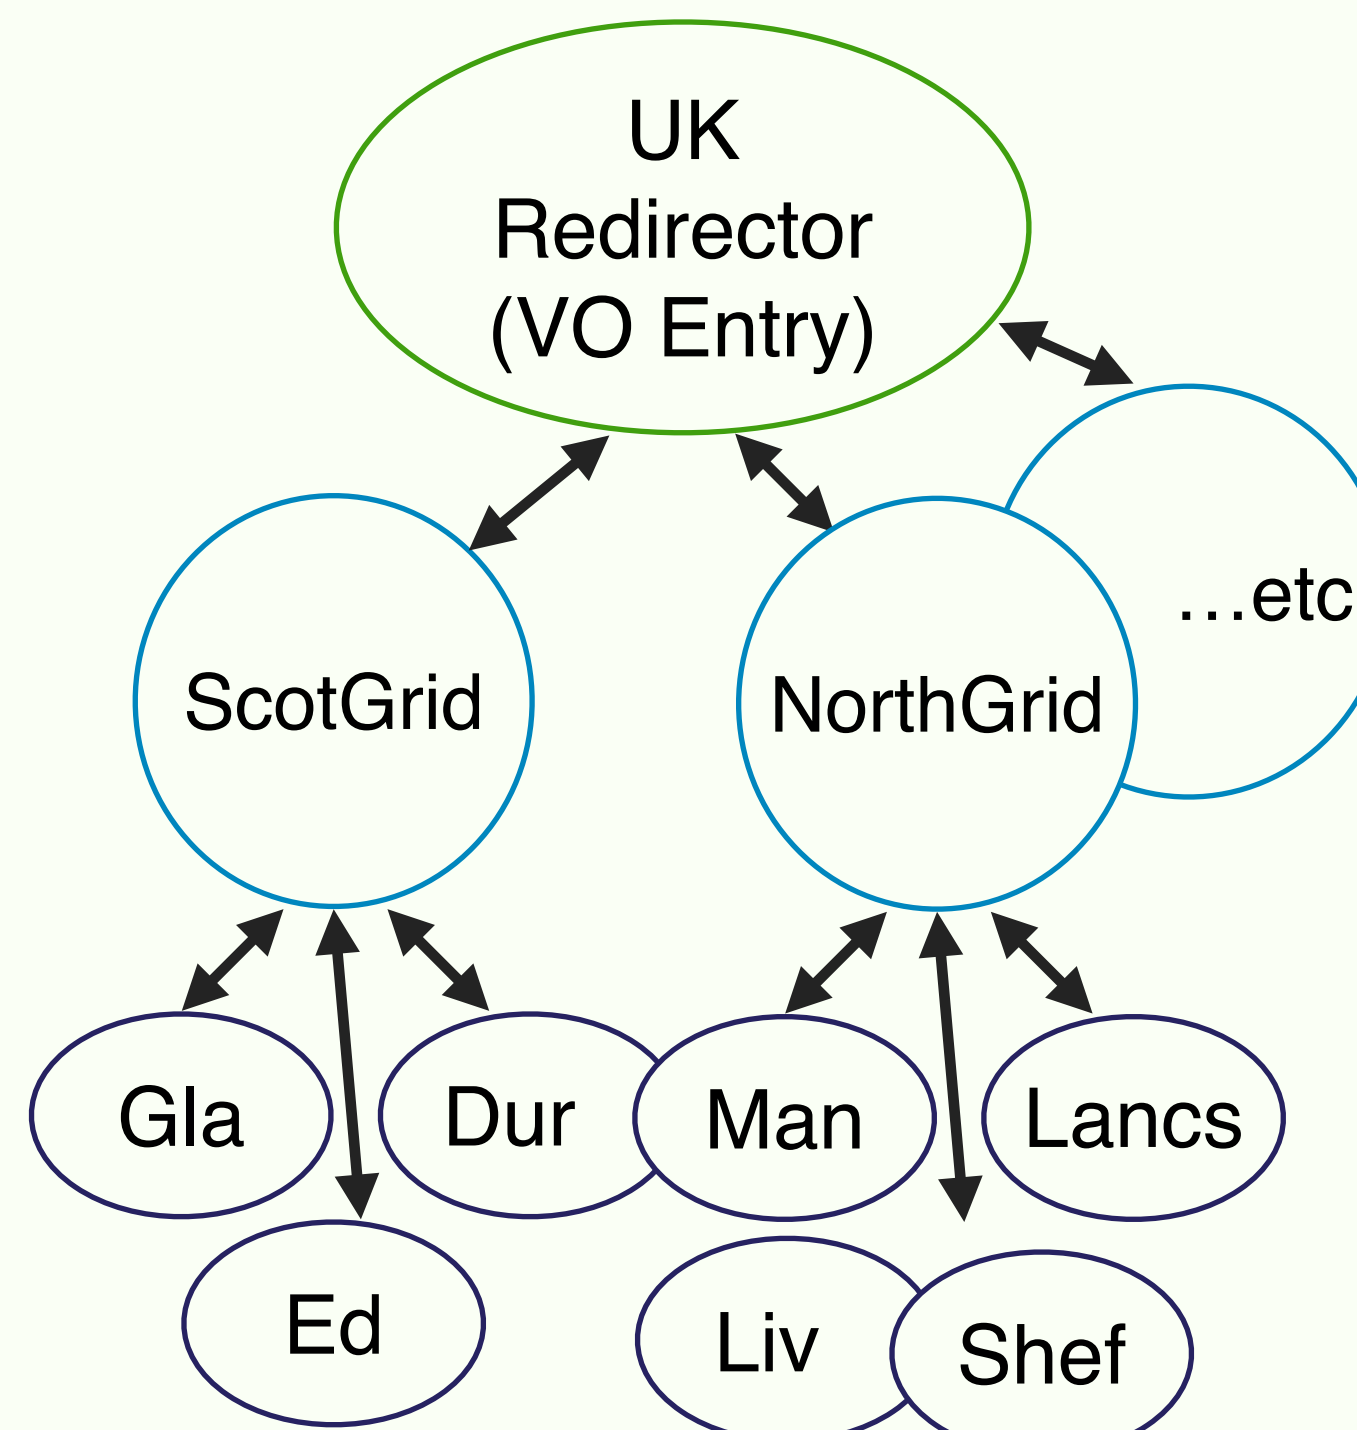 UK
Redirector
(VO Entry)
…etc
ScotGrid
NorthGrid
Gla
Dur
Man
Lancs
Ed
Liv
Shef